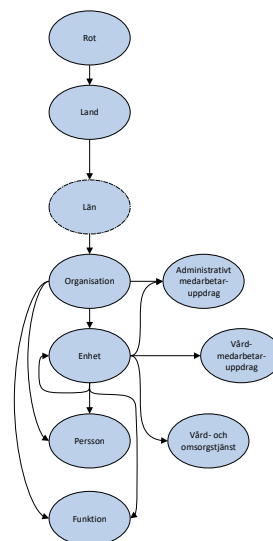 Rot
Land
Län
Organisation
Administrativt
medarbetar-
uppdrag
Enhet
Vård-
medarbetar-
uppdrag
Persson
Vård- och
omsorgstjänst
Funktion